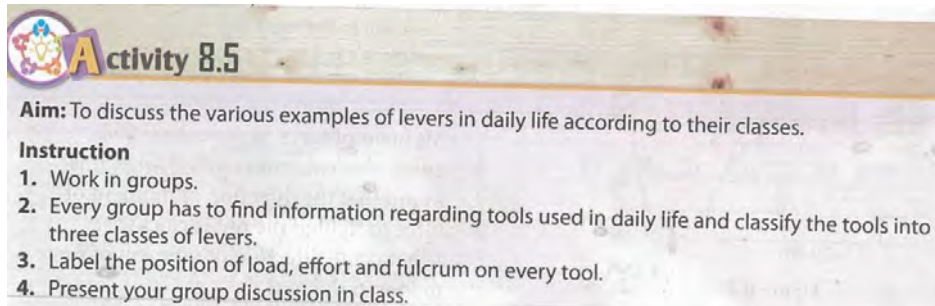 Activity 8.5
Aim: To discuss the various examples of levers in daily life according to their classes.
Instruction
1. Work in groups.
2. Every group has to find information regarding tools used in daily life and classify the tools into
three classes of levers.
3. Label the position of load, effort and fulcrum on every tool.
4. Present your group discussion in class.